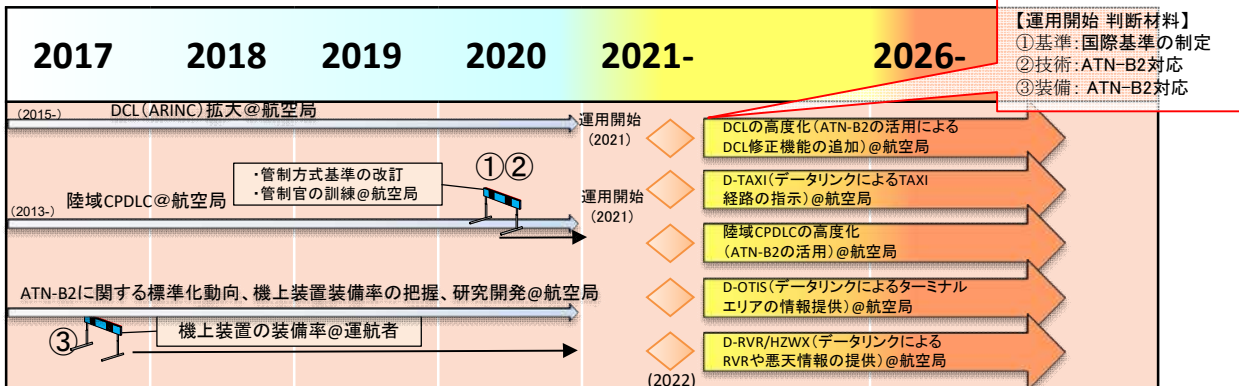 2017 2018 2019 2020 2021- 2026-
【運用開始 判断材料】
①基準:国際基準の制定
②技術:ATN-B2対応
③装備: ATN-B2対応
(2015-) DCL(ARINC)拡大@航空局
運用開始
(2021)
①②
・管制方式基準の改訂
・管制官の訓練@航空局
(2013-) 陸域CPDLC@航空局
運用開始
(2021)
ATN-B2に関する標準化動向、機上装置装備率の把握、研究開発@航空局
③
機上装置の装備率@運航者
(2022)
DCLの高度化(ATN-B2の活用による
DCL修正機能の追加)@航空局
D-TAXI(データリンクによるTAXI
経路の指示)@航空局
陸域CPDLCの高度化
(ATN-B2の活用)@航空局
D-OTIS(データリンクによるターミナル
エリアの情報提供)@航空局
D-RVR/HZWX(データリンクによる
RVRや悪天情報の提供)@航空局